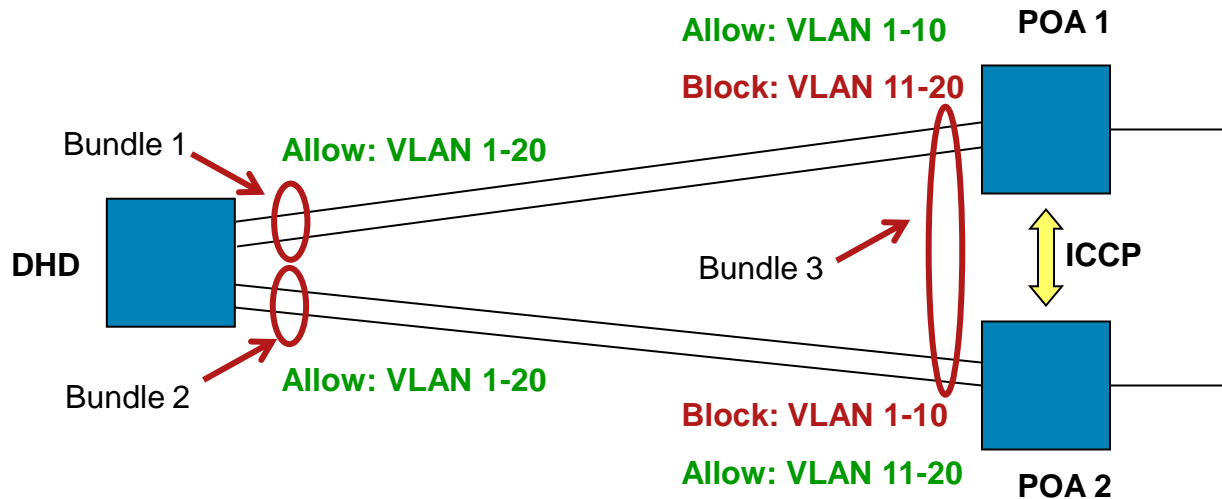 POA 1
Allow: VLAN 1-10
Block: VLAN 11-20
Bundle 1
Allow: VLAN 1-20
DHD
Bundle 3
ICCP
Bundle 2
Allow: VLAN 1-20
Block: VLAN 1-10
Allow: VLAN 11-20
POA 2